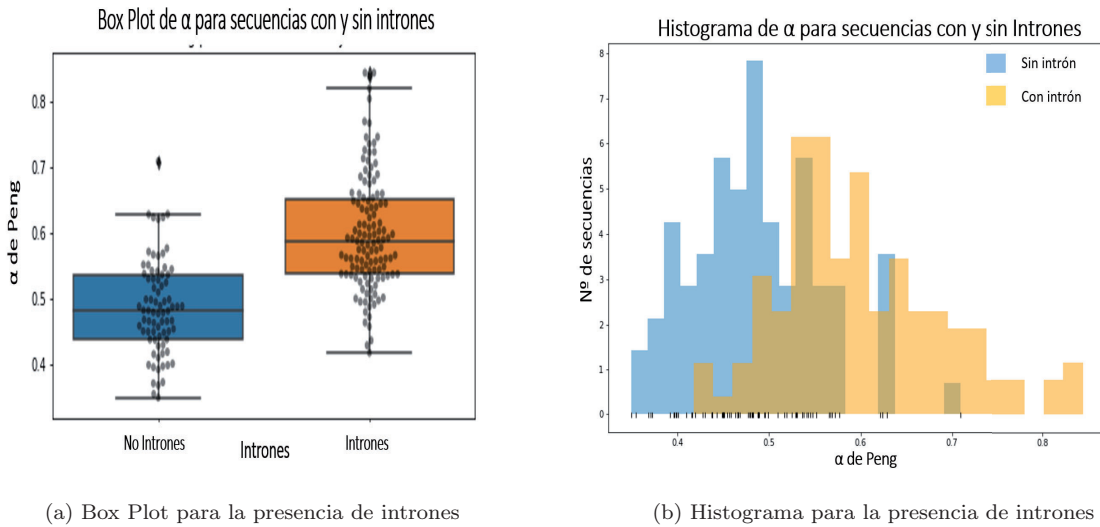 Box Plot de α para secuencias con y sin intrones
α de Peng
0.8
0.7
0.6
0.5
0.4
No Intrones
Intrones
Intrones
(a) Box Plot para la presencia de intrones
Histograma de α para secuencias con y sin Intrones
Sin intrón
Con intrón
Nº de secuencias
8
7
6
5
4
3
2
1
0
0.4
0.5
0.6
0.7
0.8
α de Peng
(b) Histograma para la presencia de intrones